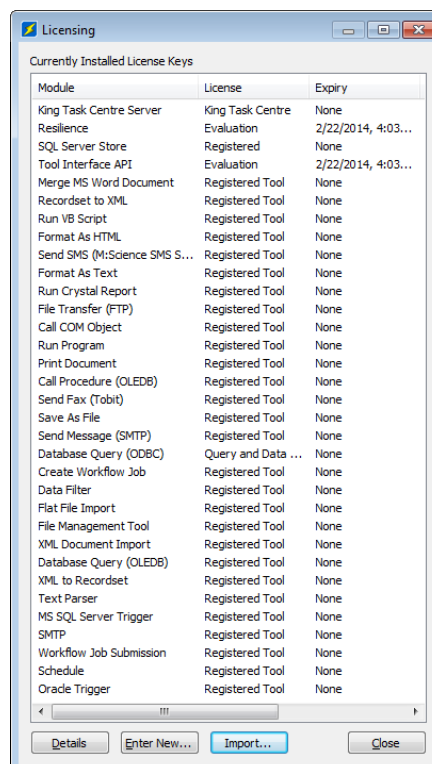 Licensing
Currently Installed License Keys
Module License Expiry
King Task Centre Server King Task Centre None
Resilience Evaluation 2/22/2014, 4:03...
SQL Server Store Registered None
Tool Interface API Evaluation 2/22/2014, 4:03...
Merge MS Word Document Registered Tool None
Recordset to XML Registered Tool None
Run VB Script Registered Tool None
Format As HTML Registered Tool None
Send SMS (M:Science SMS S... Registered Tool None
Format As Text Registered Tool None
Run Crystal Report Registered Tool None
File Transfer (FTP) Registered Tool None
Call COM Object Registered Tool None
Run Program Registered Tool None
Print Document Registered Tool None
Call Procedure (OLEDB) Registered Tool None
Send Fax (Tobit) Registered Tool None
Save As File Registered Tool None
Send Message (SMTP) Registered Tool None
Database Query (ODBC) Query and Data ... None
Create Workflow Job Registered Tool None
Data Filter Registered Tool None
Flat File Import Registered Tool None
File Management Tool Registered Tool None
XML Document Import Registered Tool None
Database Query (OLEDB) Registered Tool None
XML to Recordset Registered Tool None
Text Parser Registered Tool None
MS SQL Server Trigger Registered Tool None
SMTP Registered Tool None
Workflow Job Submission Registered Tool None
Schedule Registered Tool None
Oracle Trigger Registered Tool None
Details Enter New... Import... Close